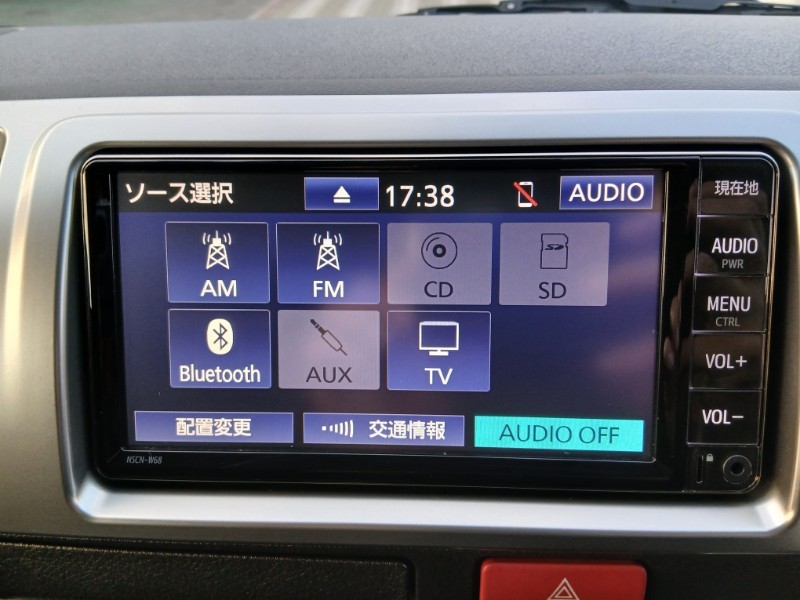 ソース選択 17:38 AUDIO
AM FM CD SD
Bluetooth AUX TV
配置変更 交通情報 AUDIO OFF
現在地
AUDIO
PWR
MENU
CTRL
VOL+
VOL-
NSCN-W68